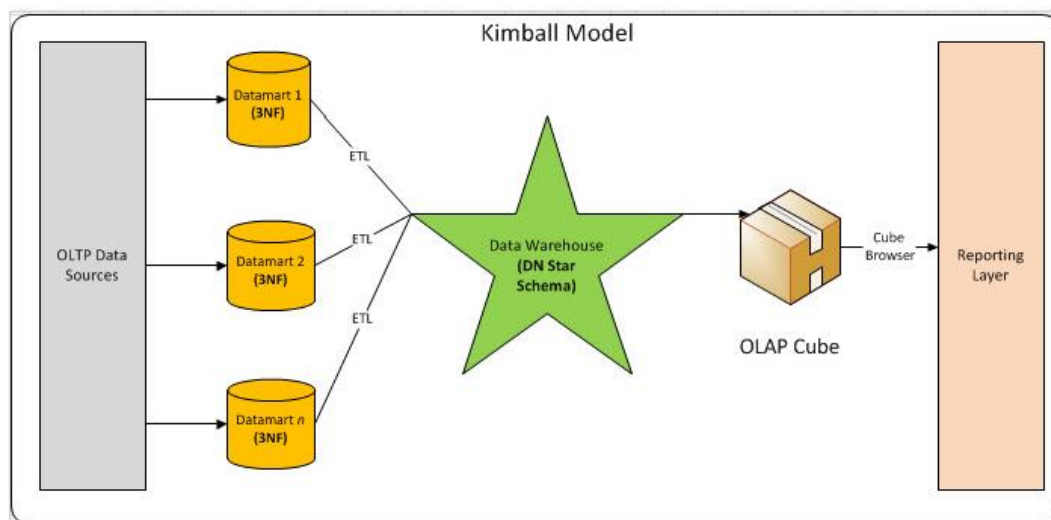 Kimball Model
OLTP Data
Sources
Datamart 1
(3NF)
Datamart 2
(3NF)
Datamart n
(3NF)
ETL
ETL
ETL
Data Warehouse
(DN Star
Schema)
OLAP Cube
Cube
Browser
Reporting
Layer